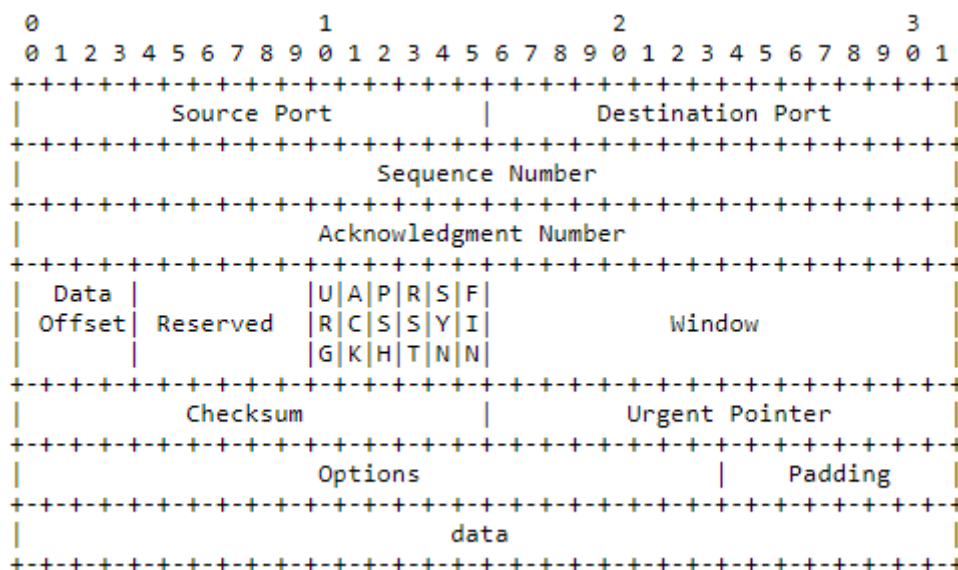 0                   1                   2                   3
0 1 2 3 4 5 6 7 8 9 0 1 2 3 4 5 6 7 8 9 0 1 2 3 4 5 6 7 8 9 0 1
+-+-+-+-+-+-+-+-+-+-+-+-+-+-+-+-+-+-+-+-+-+-+-+-+-+-+-+-+-+-+-+-+
|          Source Port          |       Destination Port        |
+-+-+-+-+-+-+-+-+-+-+-+-+-+-+-+-+-+-+-+-+-+-+-+-+-+-+-+-+-+-+-+-+
|                        Sequence Number                        |
+-+-+-+-+-+-+-+-+-+-+-+-+-+-+-+-+-+-+-+-+-+-+-+-+-+-+-+-+-+-+-+-+
|                    Acknowledgment Number                      |
+-+-+-+-+-+-+-+-+-+-+-+-+-+-+-+-+-+-+-+-+-+-+-+-+-+-+-+-+-+-+-+-+
|  Data |           |U|A|P|R|S|F|                               |
| Offset| Reserved  |R|C|S|S|Y|I|            Window             |
|       |           |G|K|H|T|N|N|                               |
+-+-+-+-+-+-+-+-+-+-+-+-+-+-+-+-+-+-+-+-+-+-+-+-+-+-+-+-+-+-+-+-+
|           Checksum            |         Urgent Pointer        |
+-+-+-+-+-+-+-+-+-+-+-+-+-+-+-+-+-+-+-+-+-+-+-+-+-+-+-+-+-+-+-+-+
|                    Options                    |    Padding    |
+-+-+-+-+-+-+-+-+-+-+-+-+-+-+-+-+-+-+-+-+-+-+-+-+-+-+-+-+-+-+-+-+
|                             data                              |
+-+-+-+-+-+-+-+-+-+-+-+-+-+-+-+-+-+-+-+-+-+-+-+-+-+-+-+-+-+-+-+-+